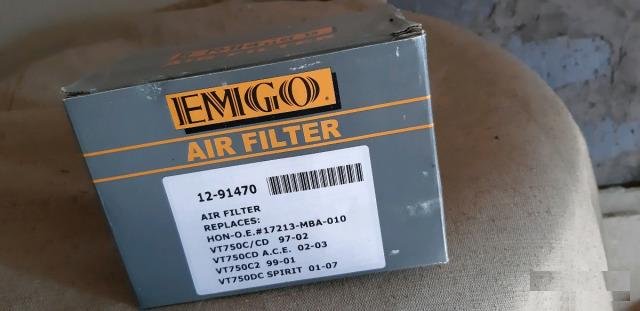 EMGO.
AIR FILTER
12-91470
AIR FILTER
REPLACES:
HON-O.E.#17213-MBA-010
VT750C/CD 97-02
VT750CD A.C.E. 02-03
VT750C2 99-01
VT750DC SPIRIT 01-07